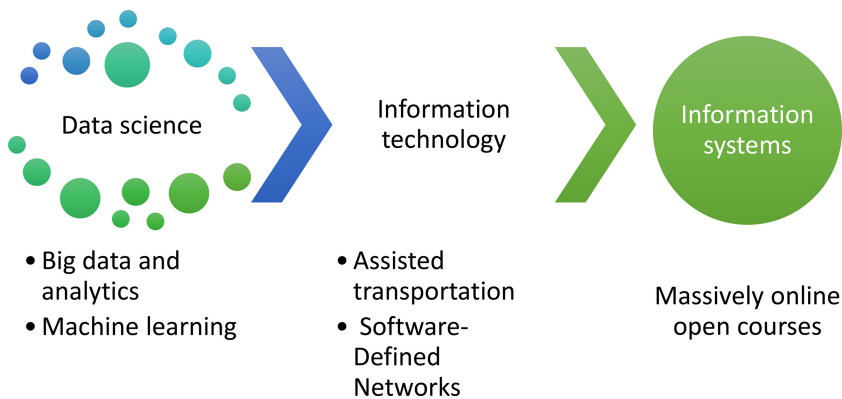 Data science
Information
technology
Information
systems
• Big data and
analytics
• Machine learning
• Assisted
transportation
• Software-
Defined
Networks
Massively online
open courses